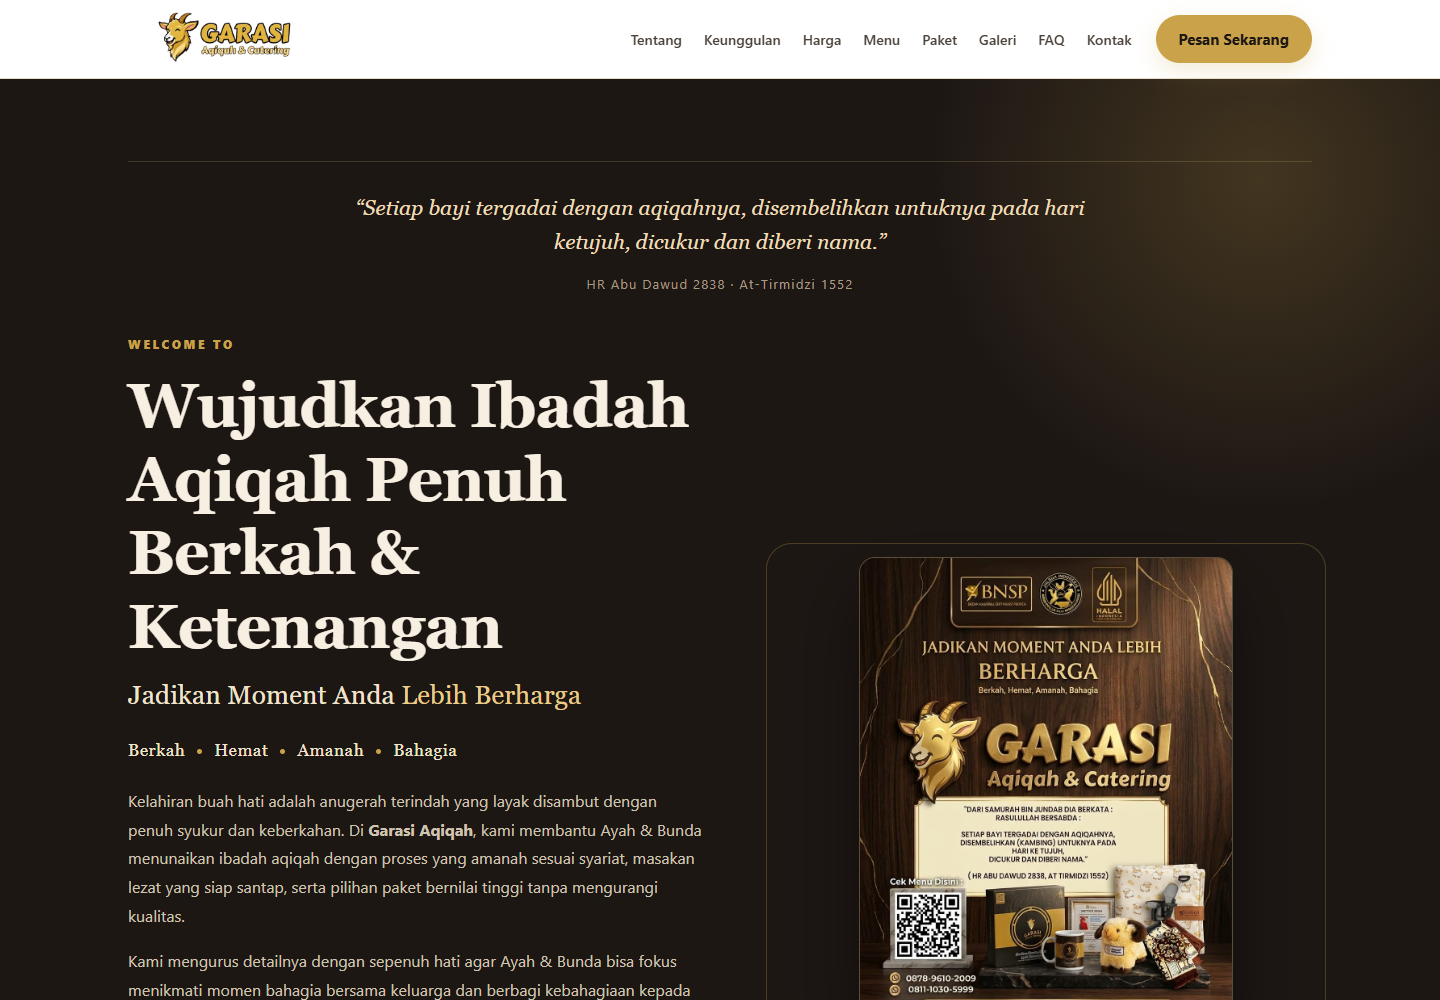 GARASI
Aqiqah & Catering
Tentang
Keunggulan
Harga
Menu
Paket
Galeri
FAQ
Kontak
Pesan Sekarang
“Setiap bayi tergadai dengan aqiqahnya, disembelihkan untuknya pada hari
ketujuh, dicukur dan diberi nama.”
HR Abu Dawud 2838 · At-Tirmidzi 1552
WELCOME TO
Wujudkan Ibadah
Aqiqah Penuh
Berkah &
Ketenangan
Jadikan Moment Anda Lebih Berharga
Berkah • Hemat • Amanah • Bahagia
Kelahiran buah hati adalah anugerah terindah yang layak disambut dengan
penuh syukur dan keberkahan. Di Garasi Aqiqah, kami membantu Ayah & Bunda
menunaikan ibadah aqiqah dengan proses yang amanah sesuai syariat, masakan
lezat yang siap santap, serta pilihan paket bernilai tinggi tanpa mengurangi
kualitas.
Kami mengurus detailnya dengan sepenuh hati agar Ayah & Bunda bisa fokus
menikmati momen bahagia bersama keluarga dan berbagi kebahagiaan kepada
BNSP
HALAL
INDONESIA
JADIKAN MOMENT ANDA LEBIH
BERHARGA
Berkah, Hemat, Amanah, Bahagia
GARASI
Aqiqah & Catering
"DARI SAMURAH BIN JUNDAB DIA BERKATA :
RASULULLAH BERSABDA :
SETIAP BAYI TERGADAI DENGAN AQIQAHNYA,
DISEMBELIHKAN (KAMBING) UNTUKNYA PADA
HARI KE TUJUH,
DICUKUR DAN DIBERI NAMA."
( HR ABU DAWUD 2838, AT TIRMIDZI 1552)
Cek Menu Disini :
0878-9610-2009
0811-1030-5999